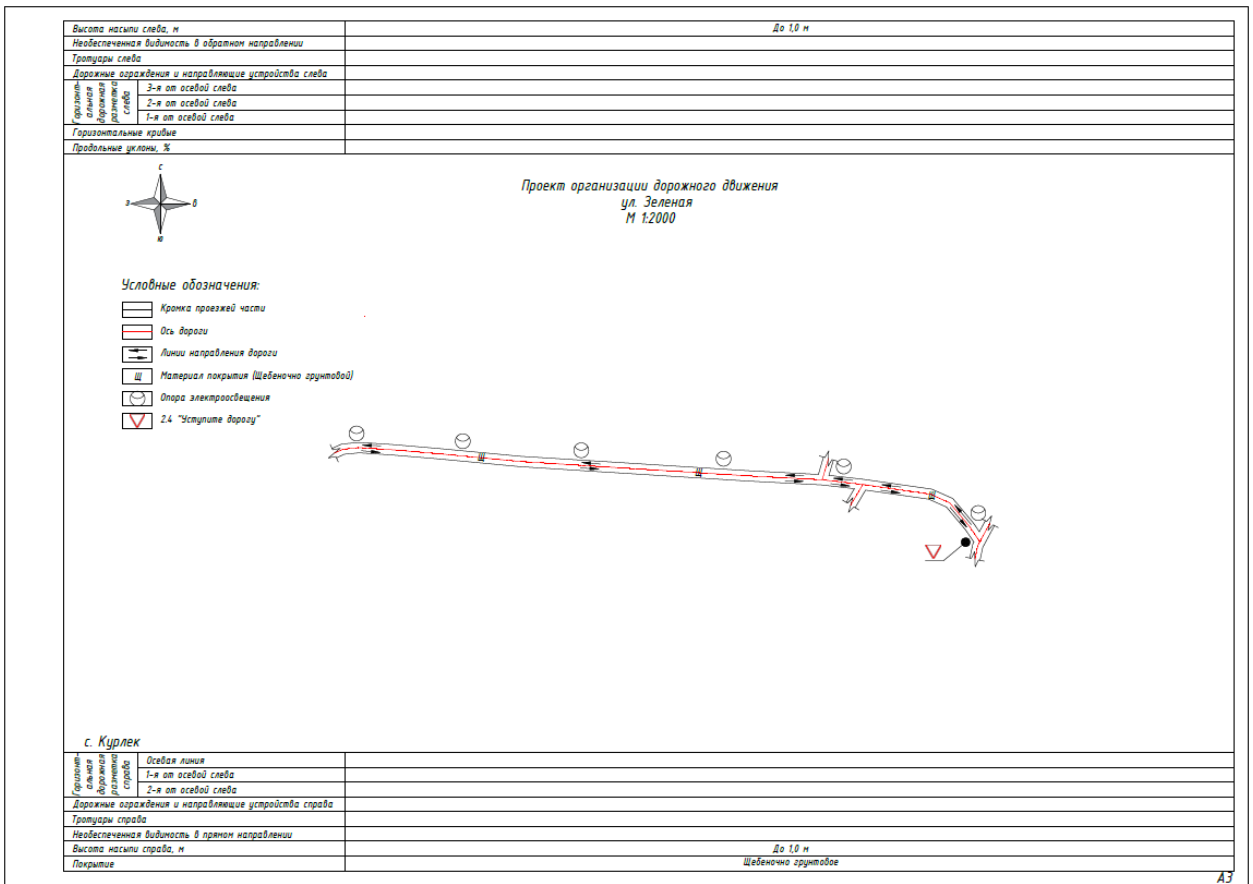 Высота насыпи слева, м До 1,0 м
Необеспеченная видимость в обратном направлении
Тротуары слева
Дорожные ограждения и направляющие устройства слева
Горизонт-
альная
дорожная
разметка
слева
3-я от осевой слева
2-я от осевой слева
1-я от осевой слева
Горизонтальные кривые
Продольные уклоны, %
с
з в
ю
Проект организации дорожного движения
ул. Зеленая
М 1:2000
Условные обозначения:
Кромка проезжей части
Ось дороги
Линии направления дороги
Щ Материал покрытия (Щебеночно грунтовой)
Опора электроосвещения
2.4 "Уступите дорогу"
Щ
Щ
Щ
с. Курлек
Горизонт-
альная
дорожная
разметка
справа
Осевая линия
1-я от осевой слева
2-я от осевой слева
Дорожные ограждения и направляющие устройства справа
Тротуары справа
Необеспеченная видимость в прямом направлении
Высота насыпи справа, м До 1,0 м
Покрытие Щебеночно грунтовое
А3